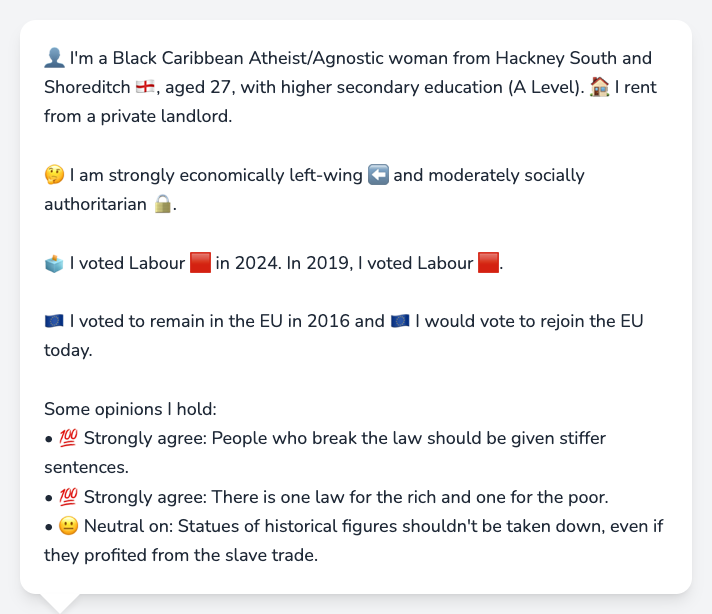 👤 I'm a Black Caribbean Atheist/Agnostic woman from Hackney South and
Shoreditch 🏴󠁧󠁢󠁥󠁮󠁧󠁿, aged 27, with higher secondary education (A Level). 🏠 I rent
from a private landlord.
🤔 I am strongly economically left-wing ⬅️ and moderately socially
authoritarian 🔒.
🗳️ I voted Labour 🟥 in 2024. In 2019, I voted Labour 🟥.
🇪🇺 I voted to remain in the EU in 2016 and 🇪🇺 I would vote to rejoin the EU
today.
Some opinions I hold:
• 💯 Strongly agree: People who break the law should be given stiffer
sentences.
• 💯 Strongly agree: There is one law for the rich and one for the poor.
• 😐 Neutral on: Statues of historical figures shouldn't be taken down, even if
they profited from the slave trade.